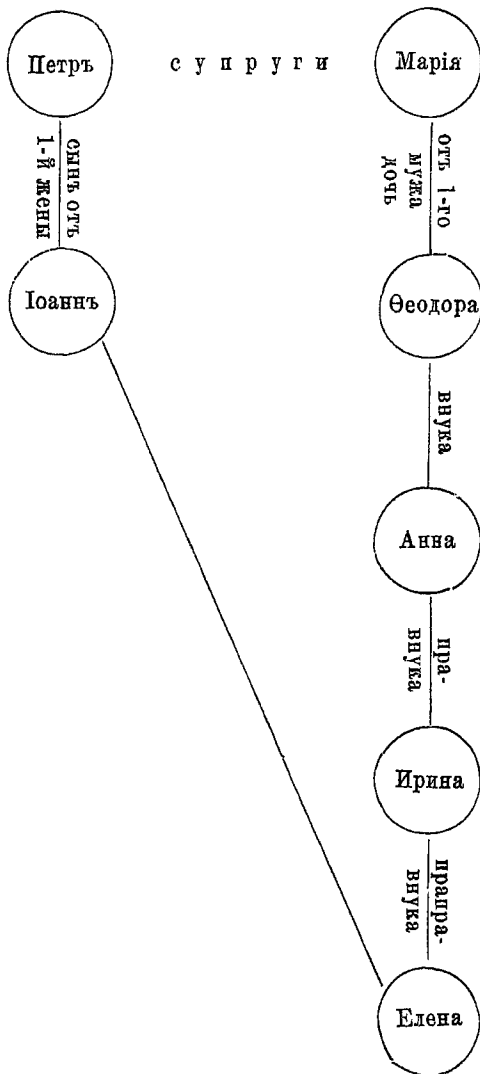 Петръ супруги Марія
сынъ отъ
1-й жены
отъ 1-го
мужа
дочь
Іоаннъ
Ѳеодора
внука
Анна
пра-
внука
Ирина
прапра-
внука
Елена